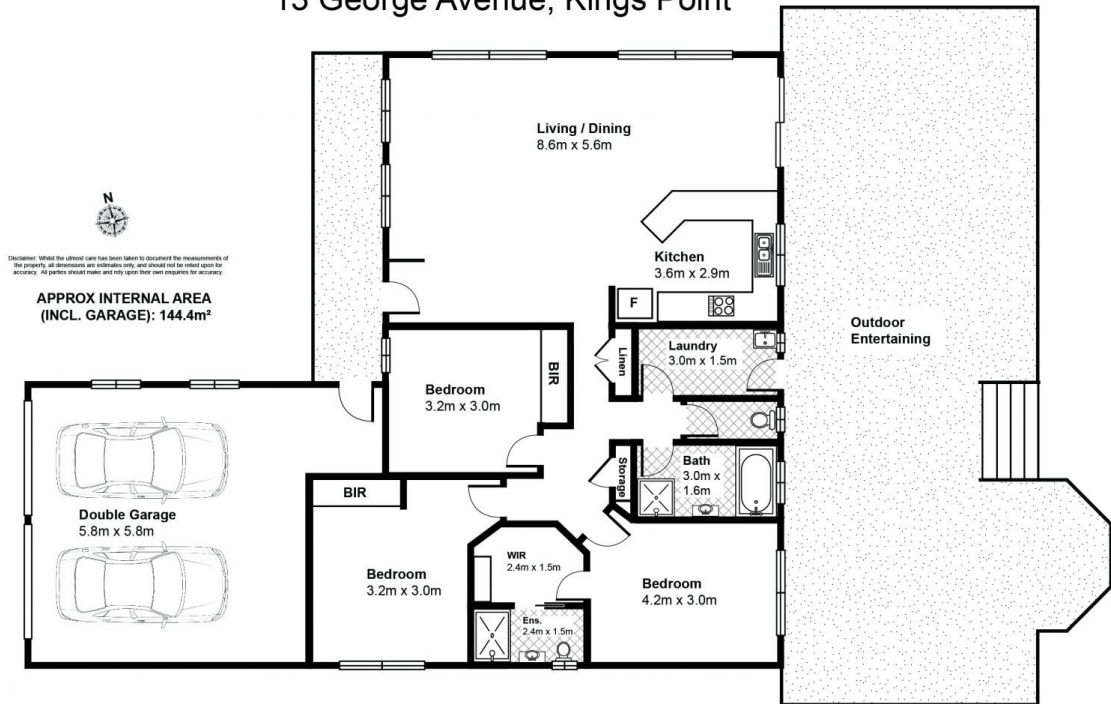 13 George Avenue, Kings Point
Living / Dining
8.6m x 5.6m
N
Disclaimer: Whilst the utmost care has been taken to document the measurements of
the property, all dimensions are estimates only, and should not be relied upon for
accuracy. All parties should make and rely upon their own enquries for accuracy.
APPROX INTERNAL AREA
(INCL. GARAGE): 144.4m²
Kitchen
3.6m x 2.9m
F
Outdoor
Entertaining
Linen
Laundry
3.0m x 1.5m
Bedroom
3.2m x 3.0m
BIR
Bath
3.0m x
1.6m
Storage
BIR
Double Garage
5.8m x 5.8m
WIR
2.4m x 1.5m
Bedroom
3.2m x 3.0m
Bedroom
4.2m x 3.0m
Ens.
2.4m x 1.5m